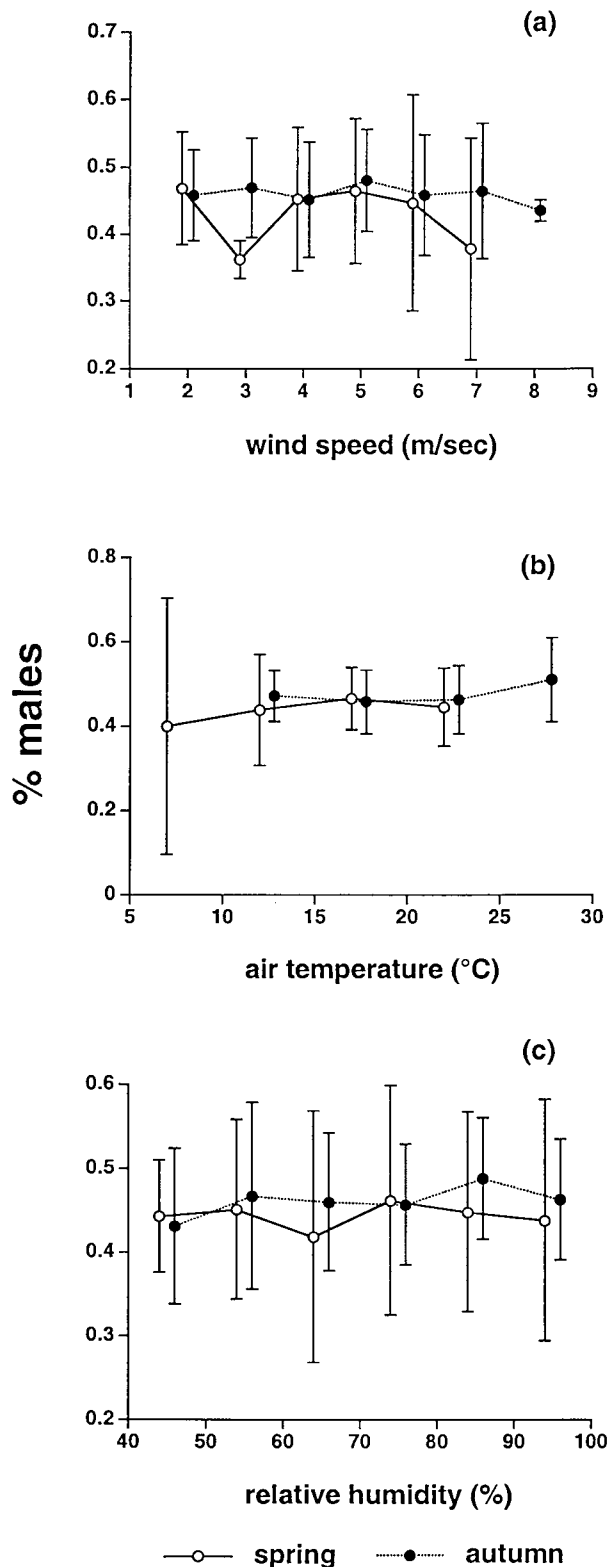 (a)
0.7
0.6
0.5
0.4
0.3
0.2
1 2 3 4 5 6 7 8 9
wind speed (m/sec)
(b)
0.8
0.6
0.4
0.2
0
5 10 15 20 25 30
% males
air temperature (°C)
(c)
0.6
0.5
0.4
0.3
0.2
40 50 60 70 80 90 100
relative humidity (%)
spring autumn